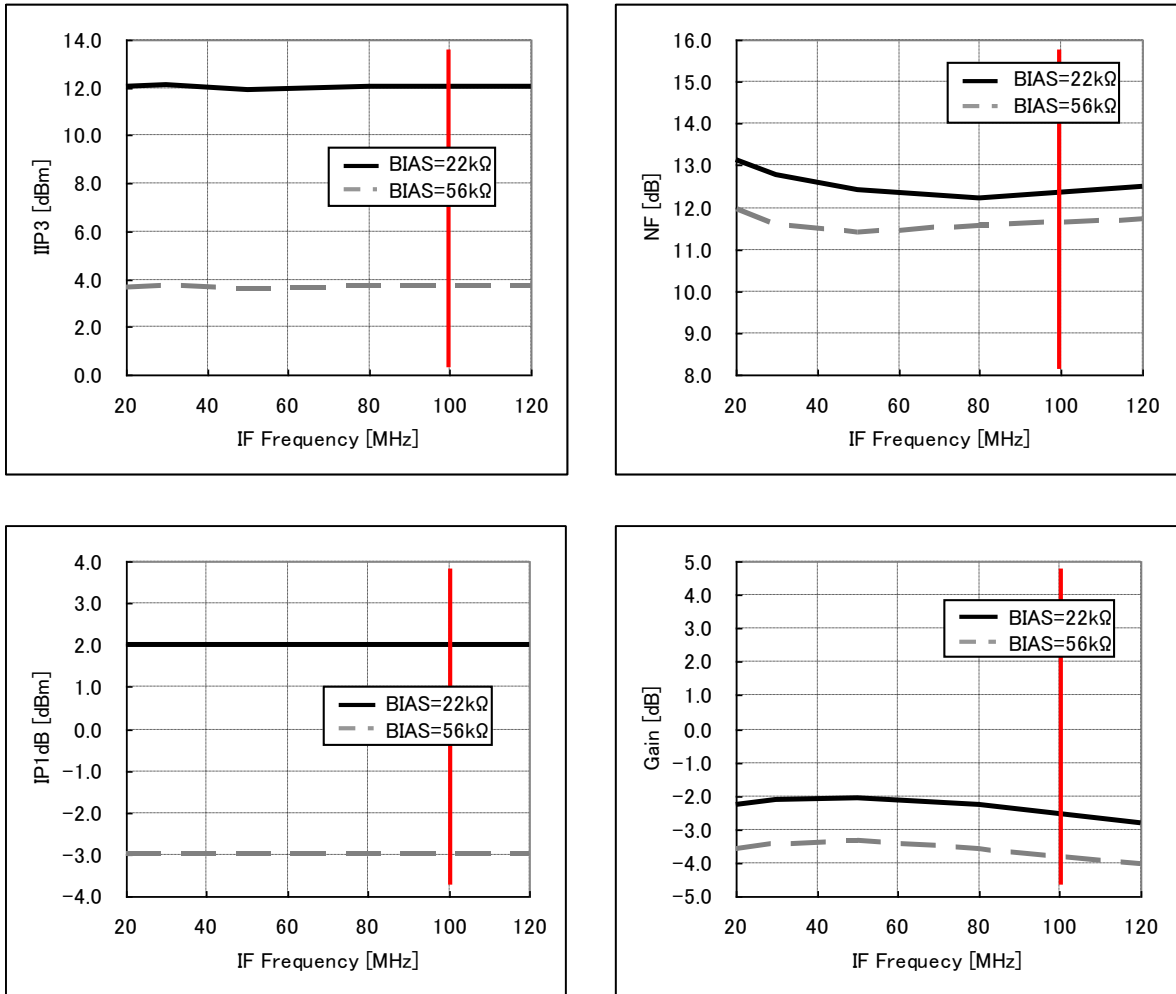 14.0
12.0
10.0
8.0
6.0
4.0
2.0
0.0
IIP3 [dBm]
BIAS=22kΩ
BIAS=56kΩ
20 40 60 80 100 120
IF Frequency [MHz]
16.0
15.0
14.0
13.0
12.0
11.0
10.0
9.0
8.0
NF [dB]
BIAS=22kΩ
BIAS=56kΩ
20 40 60 80 100 120
IF Frequency [MHz]
4.0
3.0
2.0
1.0
0.0
-1.0
-2.0
-3.0
-4.0
IP1dB [dBm]
BIAS=22kΩ
BIAS=56kΩ
20 40 60 80 100 120
IF Frequency [MHz]
5.0
4.0
3.0
2.0
1.0
0.0
-1.0
-2.0
-3.0
-4.0
-5.0
Gain [dB]
BIAS=22kΩ
BIAS=56kΩ
20 40 60 80 100 120
IF Frequecy [MHz]